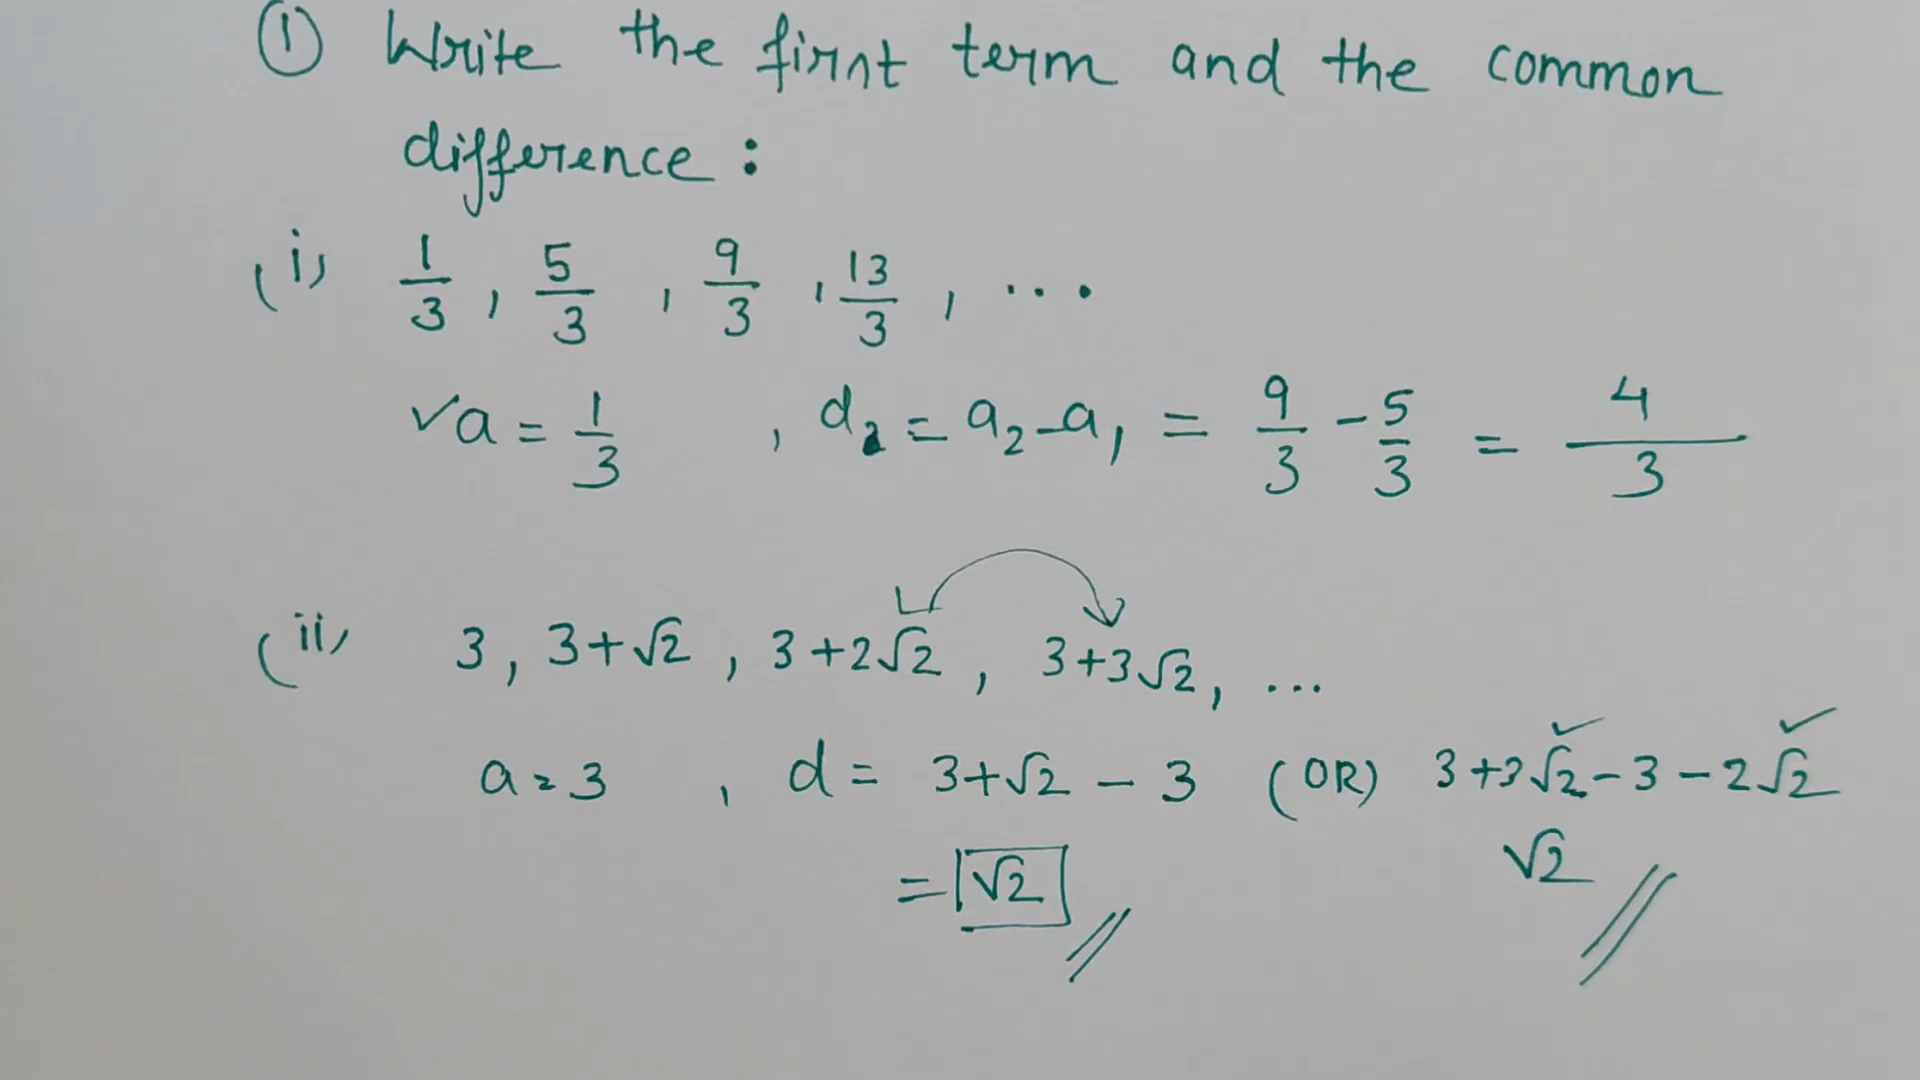 ① Write the first term and the common
difference :
(i) 1/3 , 5/3 , 9/3 , 13/3 , ...
✓a = 1/3 , d₂ = a₂-a₁ = 9/3 - 5/3 = 4/3
(ii) 3 , 3+√2 , 3+2√2 , 3+3√2 , ...
a = 3 , d = 3+√2 - 3 (OR) 3+3√2-3-2√2
= √2 √2